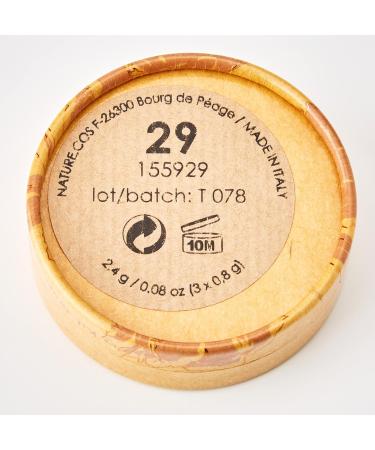 NATURE.COS F-26300 Bourg de Péage / MADE IN ITALY
29
155929
lot/batch: T 078
10M
2.4 g / 0.08 oz (3 x 0.8 g)